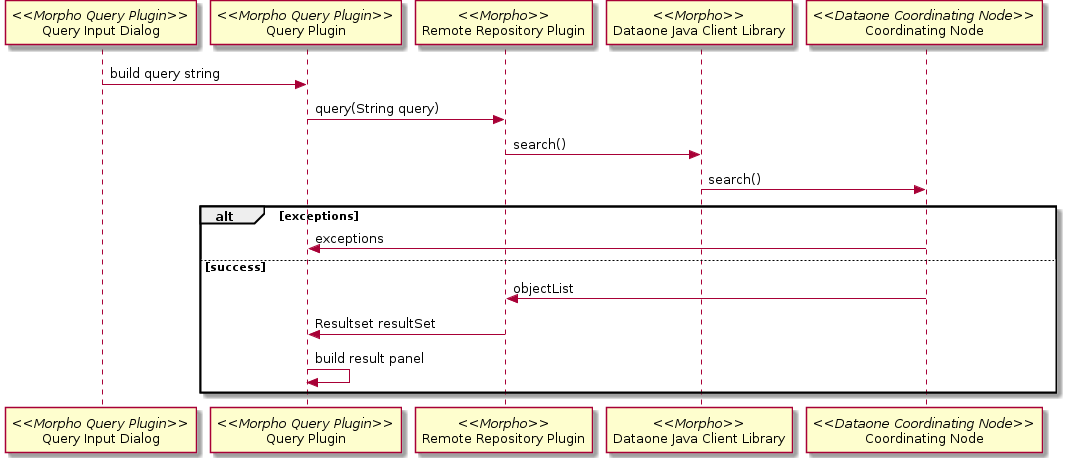 <<Morpho Query Plugin>>
Query Input Dialog
<<Morpho Query Plugin>>
Query Plugin
<<Morpho>>
Remote Repository Plugin
<<Morpho>>
Dataone Java Client Library
<<Dataone Coordinating Node>>
Coordinating Node
build query string
query(String query)
search()
search()
alt [exceptions]
exceptions
[success]
objectList
Resultset resultSet
build result panel
<<Morpho Query Plugin>>
Query Input Dialog
<<Morpho Query Plugin>>
Query Plugin
<<Morpho>>
Remote Repository Plugin
<<Morpho>>
Dataone Java Client Library
<<Dataone Coordinating Node>>
Coordinating Node